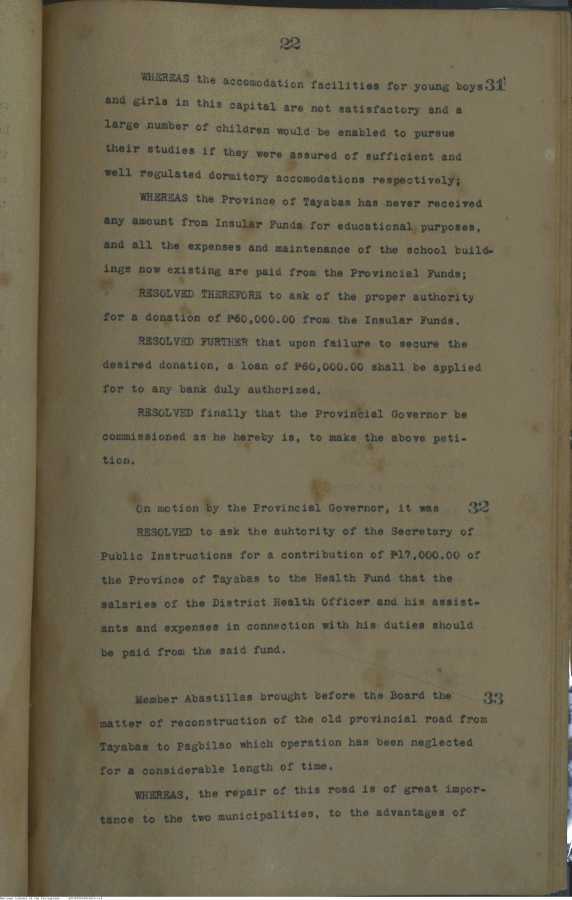 22
WHEREAS the accomodation facilities for young boys 31
and girls in this capital are not satisfactory and a
large number of children would be enabled to pursue
their studies if they were assured of sufficient and
well regulated dormitory accomodations respectively;
WHEREAS the Province of Tayabas has never received
any amount from Insular Funds for educational purposes,
and all the expenses and maintenance of the school build-
ings now existing are paid from the Provincial Funds;
RESOLVED THEREFORE to ask of the proper authority
for a donation of ₱60,000.00 from the Insular Funds.
RESOLVED FURTHER that upon failure to secure the
desired donation, a loan of ₱60,000.00 shall be applied
for to any bank duly authorized.
RESOLVED finally that the Provincial Governor be
commissioned as he hereby is, to make the above peti-
tion.
On motion by the Provincial Governor, it was 32
RESOLVED to ask the auhtority of the Secretary of
Public Instructions for a contribution of ₱17,000.00 of
the Province of Tayabas to the Health Fund that the
salaries of the District Health Officer and his assist-
ants and expenses in connection with his duties should
be paid from the said fund.
Member Abastillas brought before the Board the 33
matter of reconstruction of the old provincial road from
Tayabas to Pagbilao which operation has been neglected
for a considerable length of time.
WHEREAS, the repair of this road is of great impor-
tance to the two municipalities, to the advantages of
National Library of the Philippines